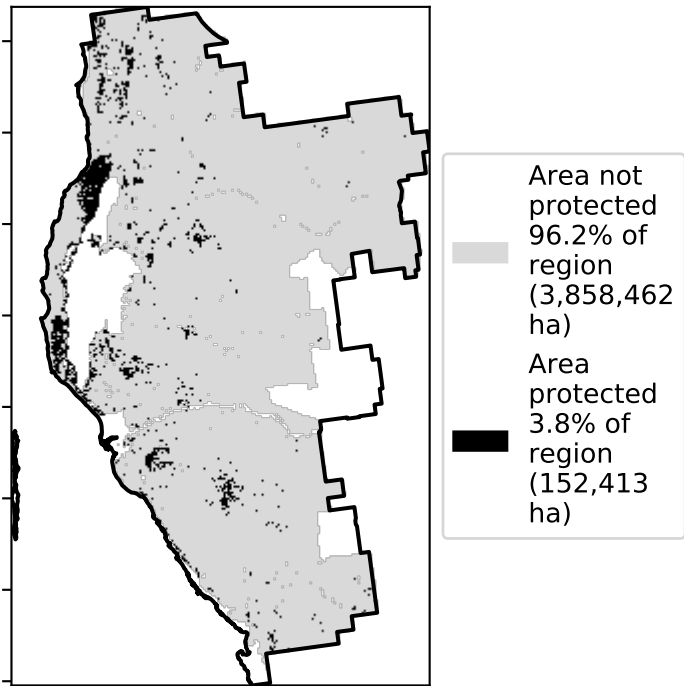 Area not
protected
96.2% of
region
(3,858,462
ha)
Area
protected
3.8% of
region
(152,413
ha)